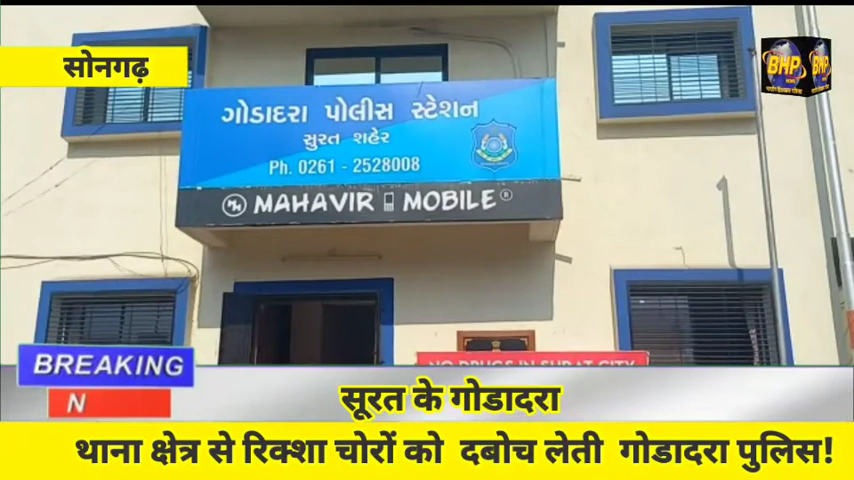 सोनगढ़
BHP
ગોડાદરા પોલીસ સ્ટેશન
સુરત શહેર
Ph. 0261 - 2528008
MAHAVIR MOBILE®
NO DRUGS IN SURAT CITY
BREAKING
N
सूरत के गोडादरा
थाना क्षेत्र से रिक्शा चोरों को दबोच लेती गोडादरा पुलिस!